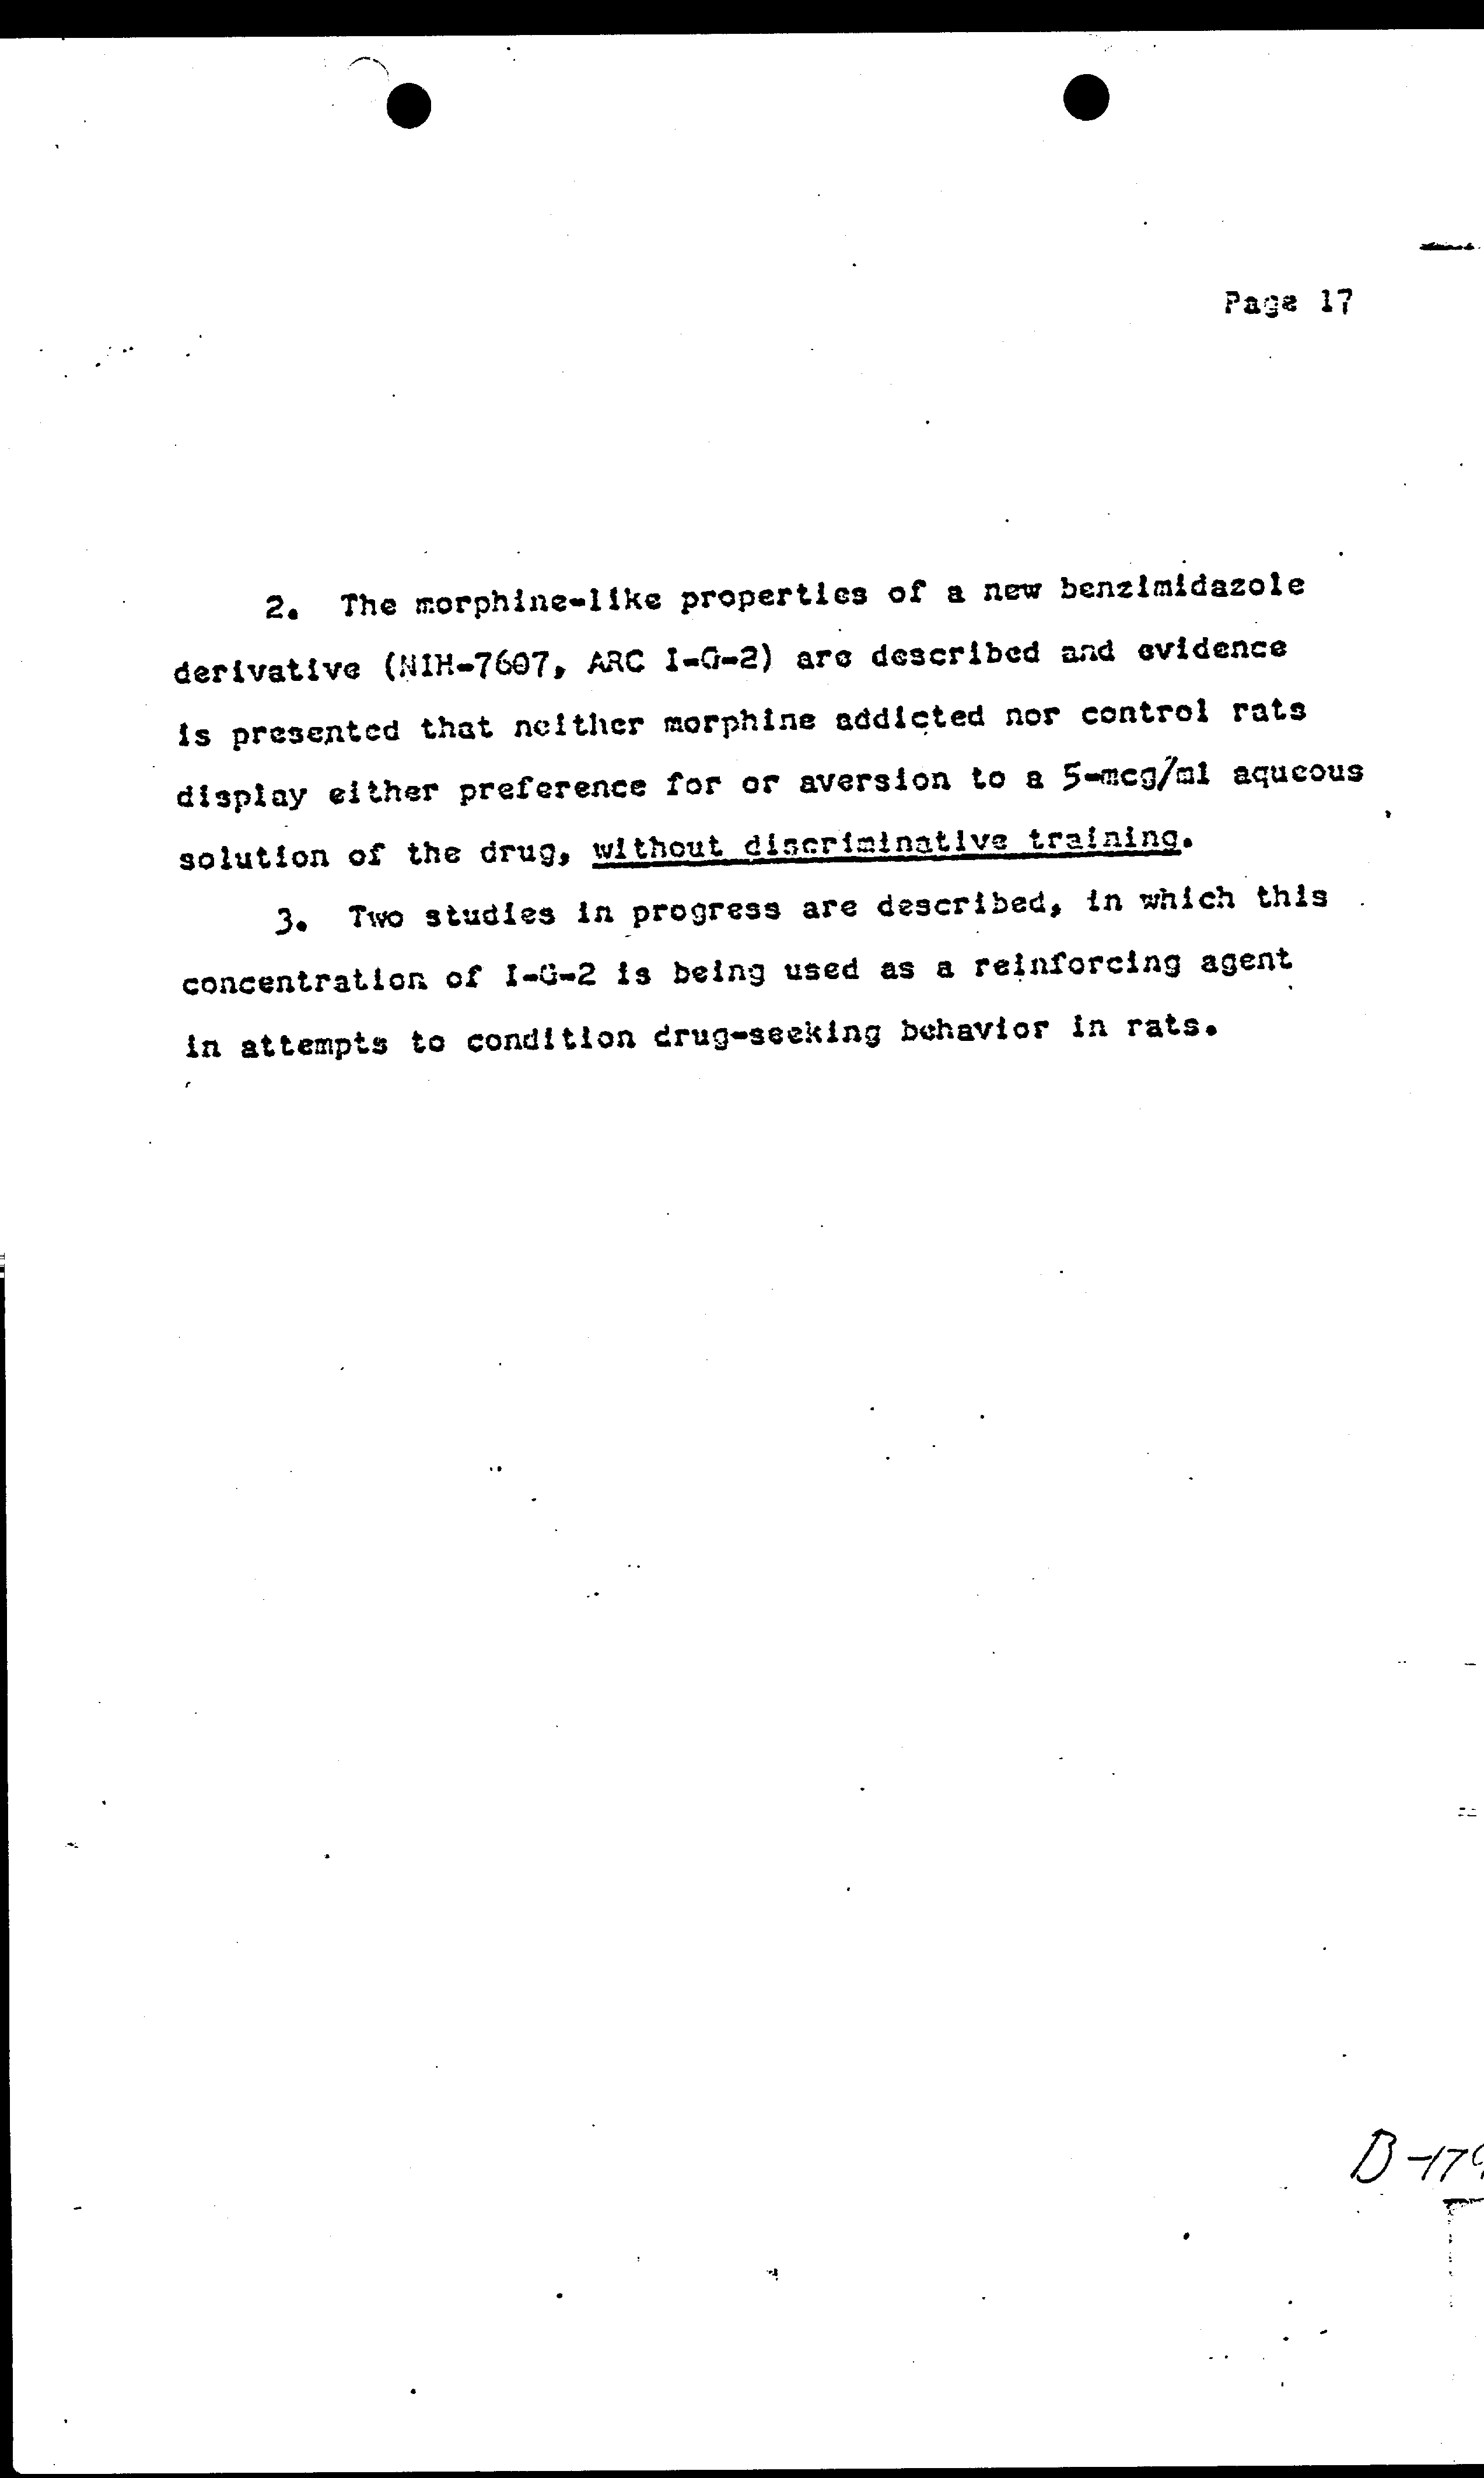 Page 17
2. The morphine-like properties of a new benzimidazole
derivative (NIH-7607, ARC I-G-2) are described and evidence
is presented that neither morphine addicted nor control rats
display either preference for or aversion to a 5-mcg/ml aqueous
solution of the drug, without discriminative training.
3. Two studies in progress are described, in which this
concentration of I-G-2 is being used as a reinforcing agent
in attempts to condition drug-seeking behavior in rats.
B-17